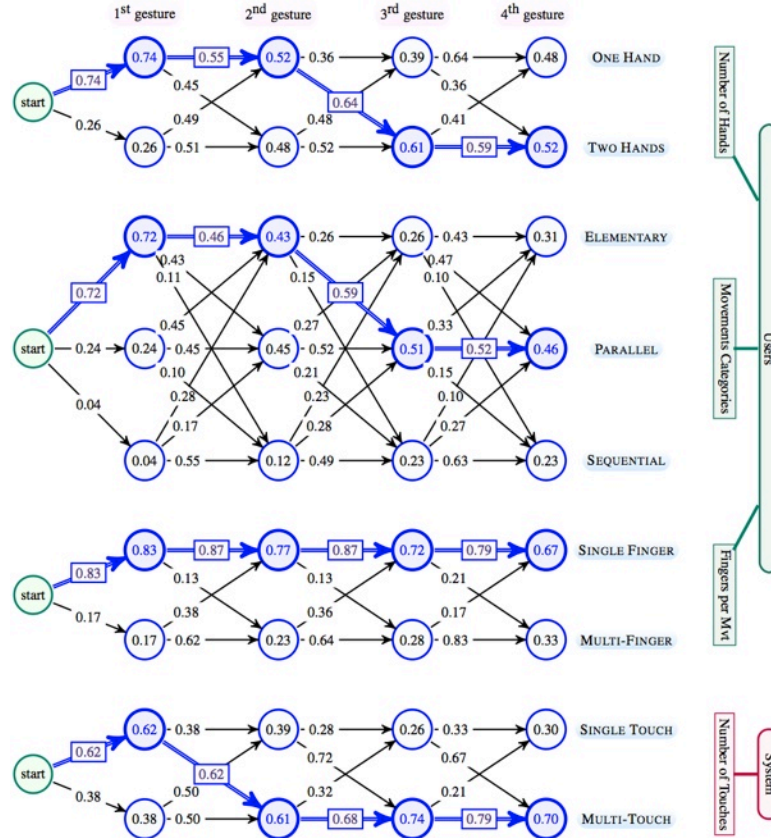 1st gesture 2nd gesture 3rd gesture 4th gesture
0.74 0.55 0.52 0.36 0.39 0.64 0.48 ONE HAND
0.74 0.45 0.64 0.36
start
0.26 0.49 0.48 0.41
0.26 0.51 0.48 0.52 0.61 0.59 0.52 TWO HANDS
Number of Hands
0.72 0.46 0.43 0.26 0.26 0.43 0.31 ELEMENTARY
0.43 0.47
0.11 0.15 0.10
0.72 0.59
0.45 0.27 0.33
start 0.24 0.24 0.45 0.45 0.52 0.51 0.52 0.46 PARALLEL
0.10 0.21 0.15
0.04 0.28 0.23 0.10
0.17 0.28 0.27
0.04 0.55 0.12 0.49 0.23 0.63 0.23 SEQUENTIAL
Movements Categories
Users
0.83 0.87 0.77 0.87 0.72 0.79 0.67 SINGLE FINGER
0.83 0.13 0.13 0.21
start
0.17 0.38 0.36 0.17
0.17 0.62 0.23 0.64 0.28 0.83 0.33 MULTI-FINGER
Fingers per Mvt
0.62 0.38 0.39 0.28 0.26 0.33 0.30 SINGLE TOUCH
0.62 0.72 0.67
start 0.62
0.38 0.50 0.32 0.21
0.38 0.50 0.61 0.68 0.74 0.79 0.70 MULTI-TOUCH
Number of Touches
System